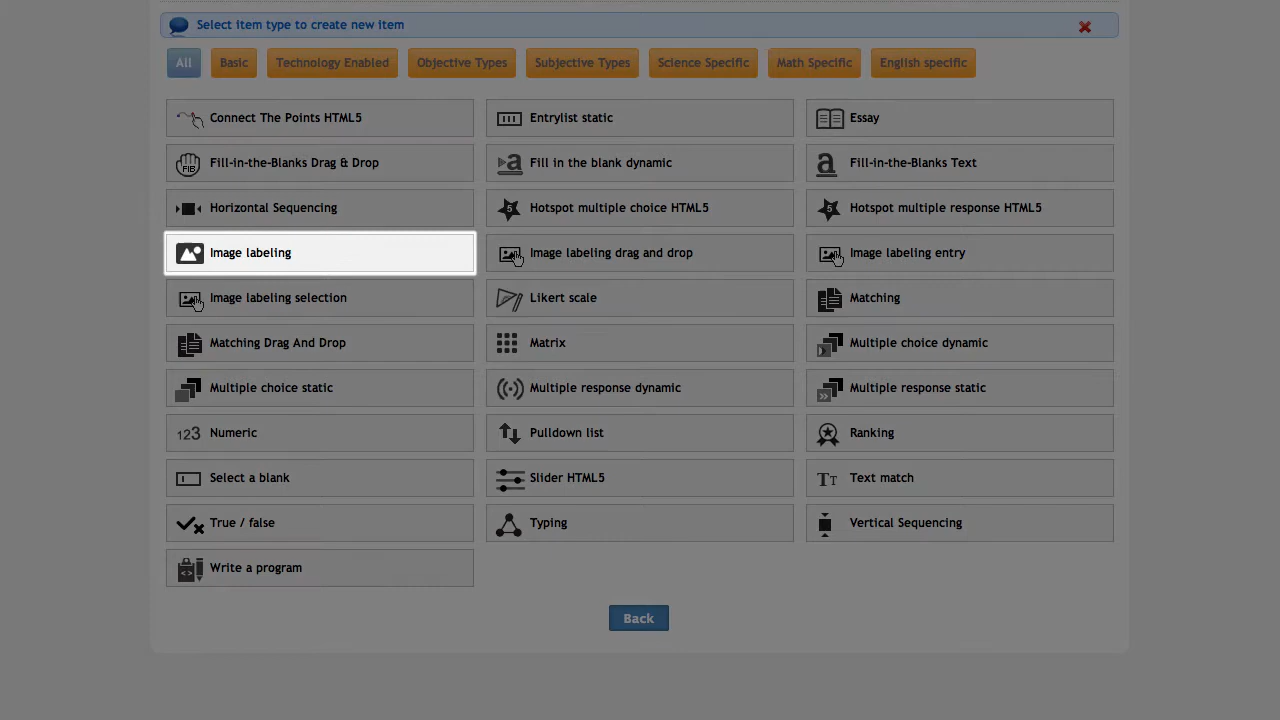 Select item type to create new item
All Basic Technology Enabled Objective Types Subjective Types Science Specific Math Specific English specific
Connect The Points HTML5 Entrylist static Essay
Fill-in-the-Blanks Drag & Drop Fill in the blank dynamic Fill-in-the-Blanks Text
Horizontal Sequencing Hotspot multiple choice HTML5 Hotspot multiple response HTML5
Image labeling Image labeling drag and drop Image labeling entry
Image labeling selection Likert scale Matching
Matching Drag And Drop Matrix Multiple choice dynamic
Multiple choice static Multiple response dynamic Multiple response static
123 Numeric Pulldown list Ranking
Select a blank Slider HTML5 Text match
True / false Typing Vertical Sequencing
Write a program
Back